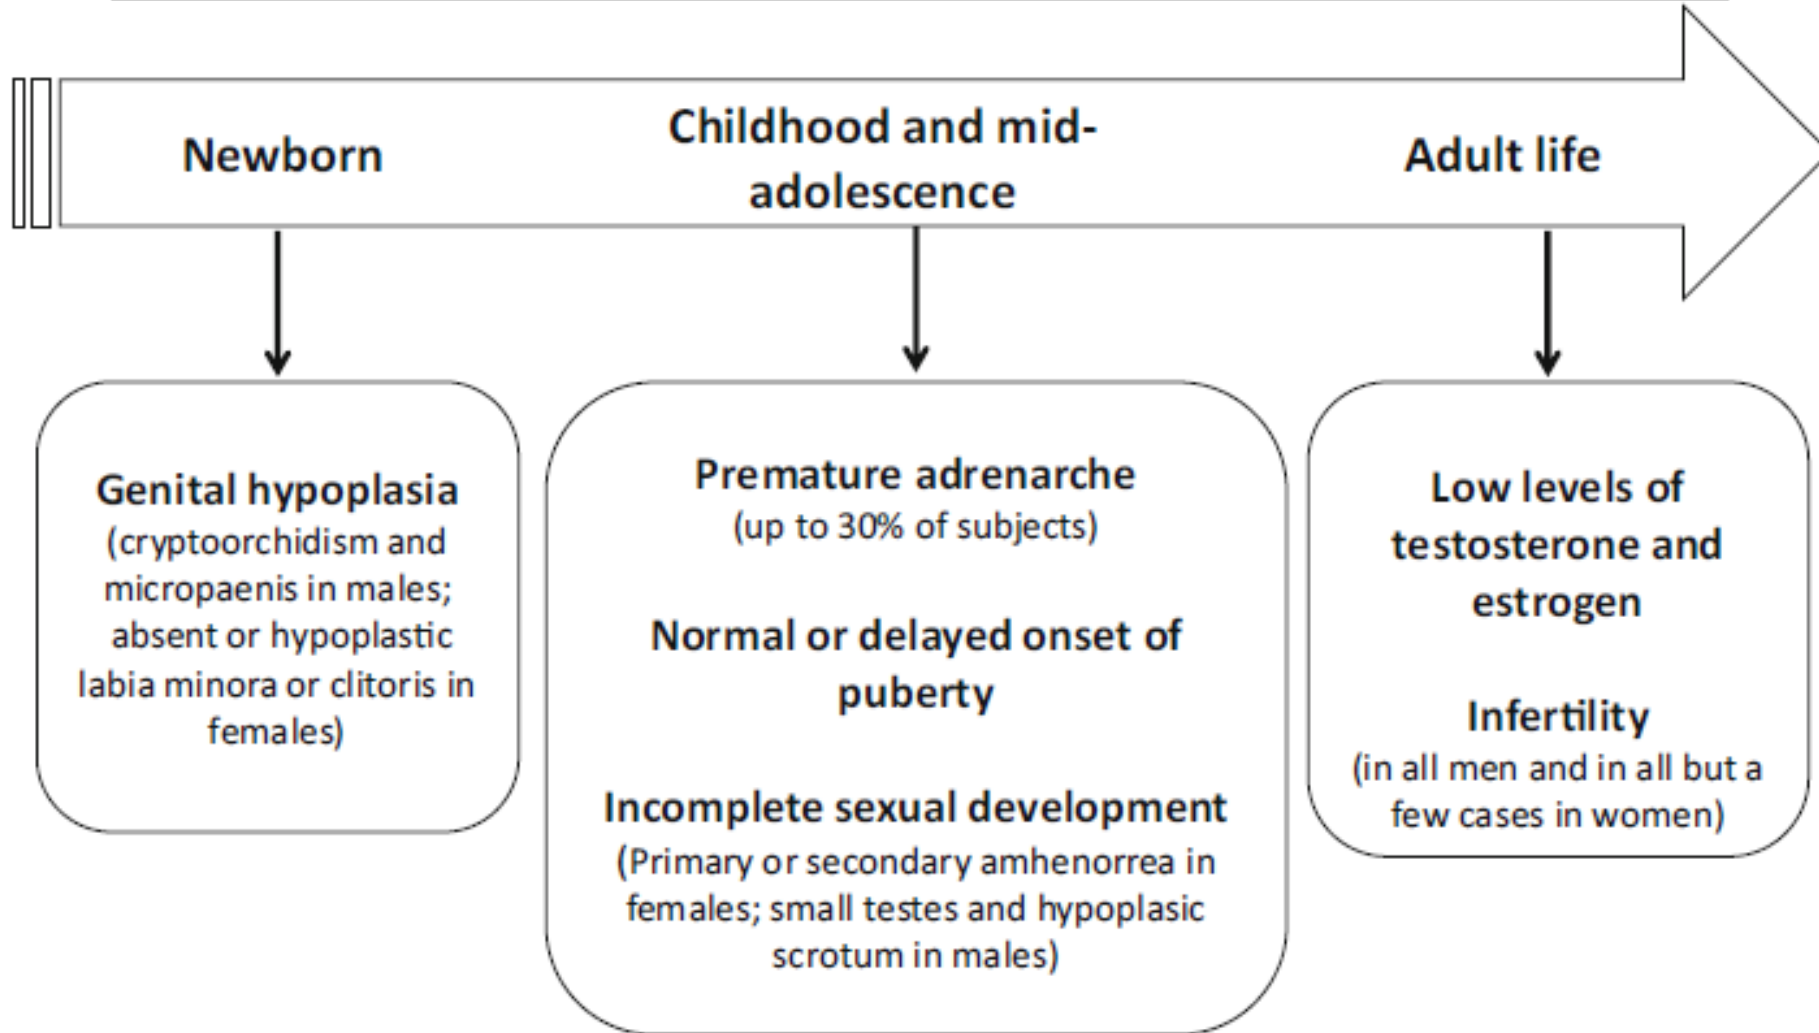 Newborn
Childhood and mid-
adolescence
Adult life
Genital hypoplasia
(cryptoorchidism and
micropaenis in males;
absent or hypoplastic
labia minora or clitoris in
females)
Premature adrenarche
(up to 30% of subjects)
Normal or delayed onset of
puberty
Incomplete sexual development
(Primary or secondary amhenorrea in
females; small testes and hypoplasic
scrotum in males)
Low levels of
testosterone and
estrogen
Infertility
(in all men and in all but a
few cases in women)